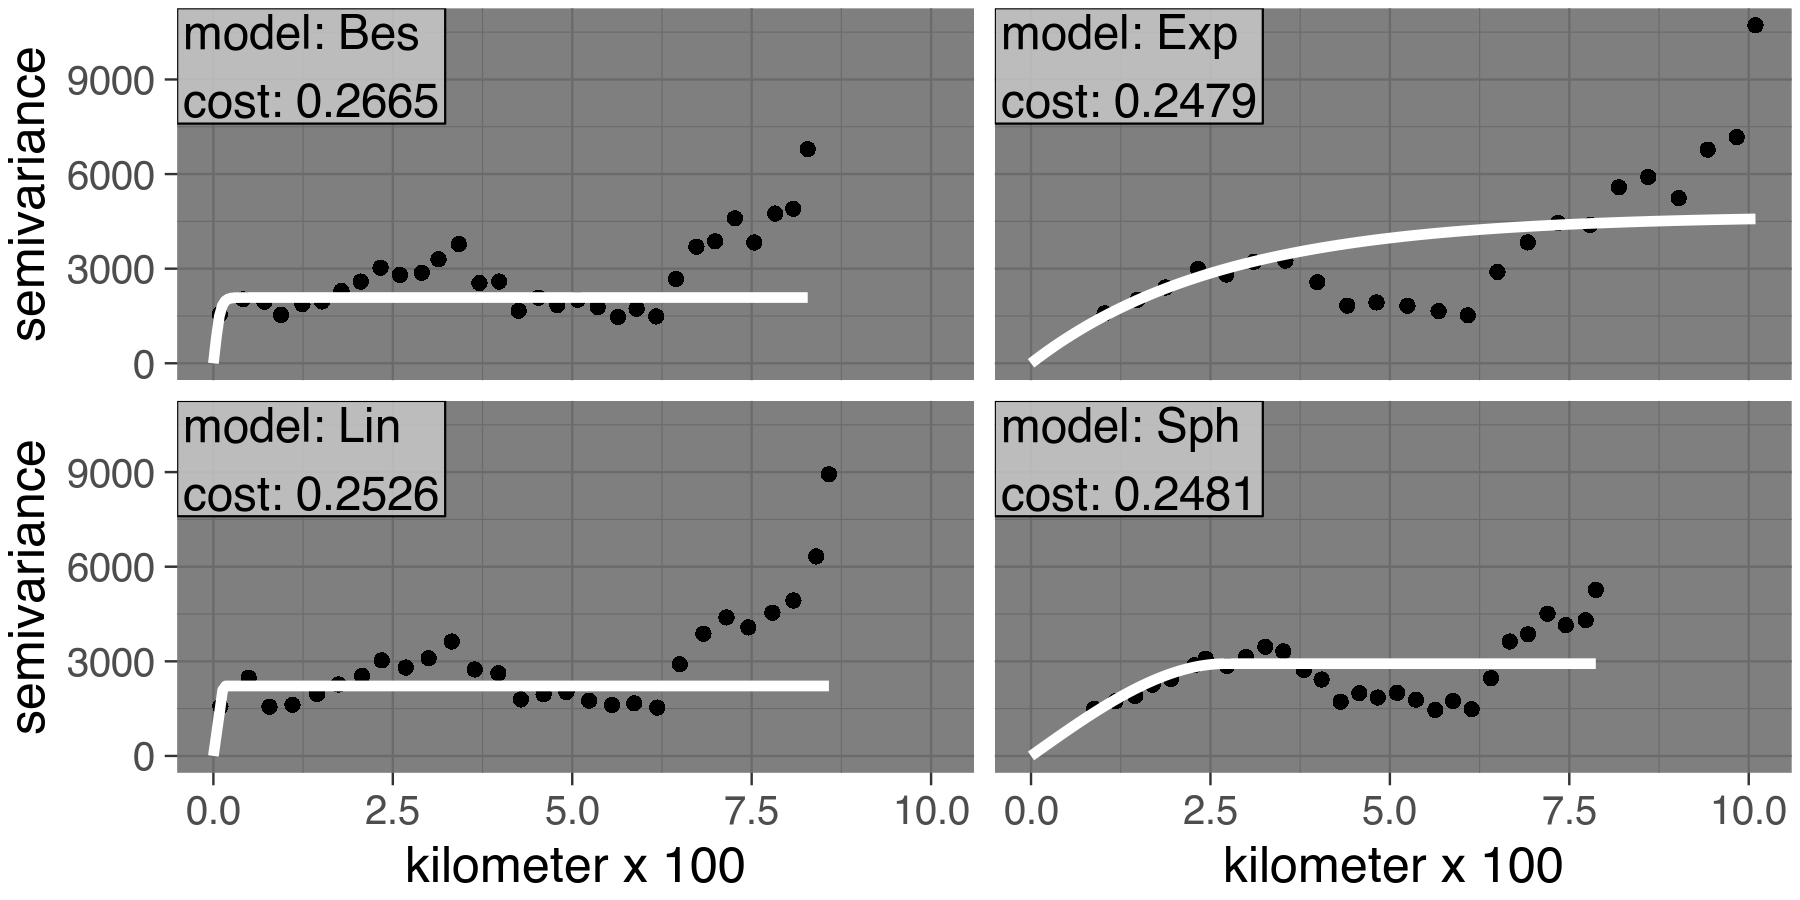 model: Bes
cost: 0.2665
model: Exp
cost: 0.2479
semivariance
9000
6000
3000
0
model: Lin
cost: 0.2526
model: Sph
cost: 0.2481
semivariance
9000
6000
3000
0
0.0 2.5 5.0 7.5 10.0
0.0 2.5 5.0 7.5 10.0
kilometer x 100
kilometer x 100